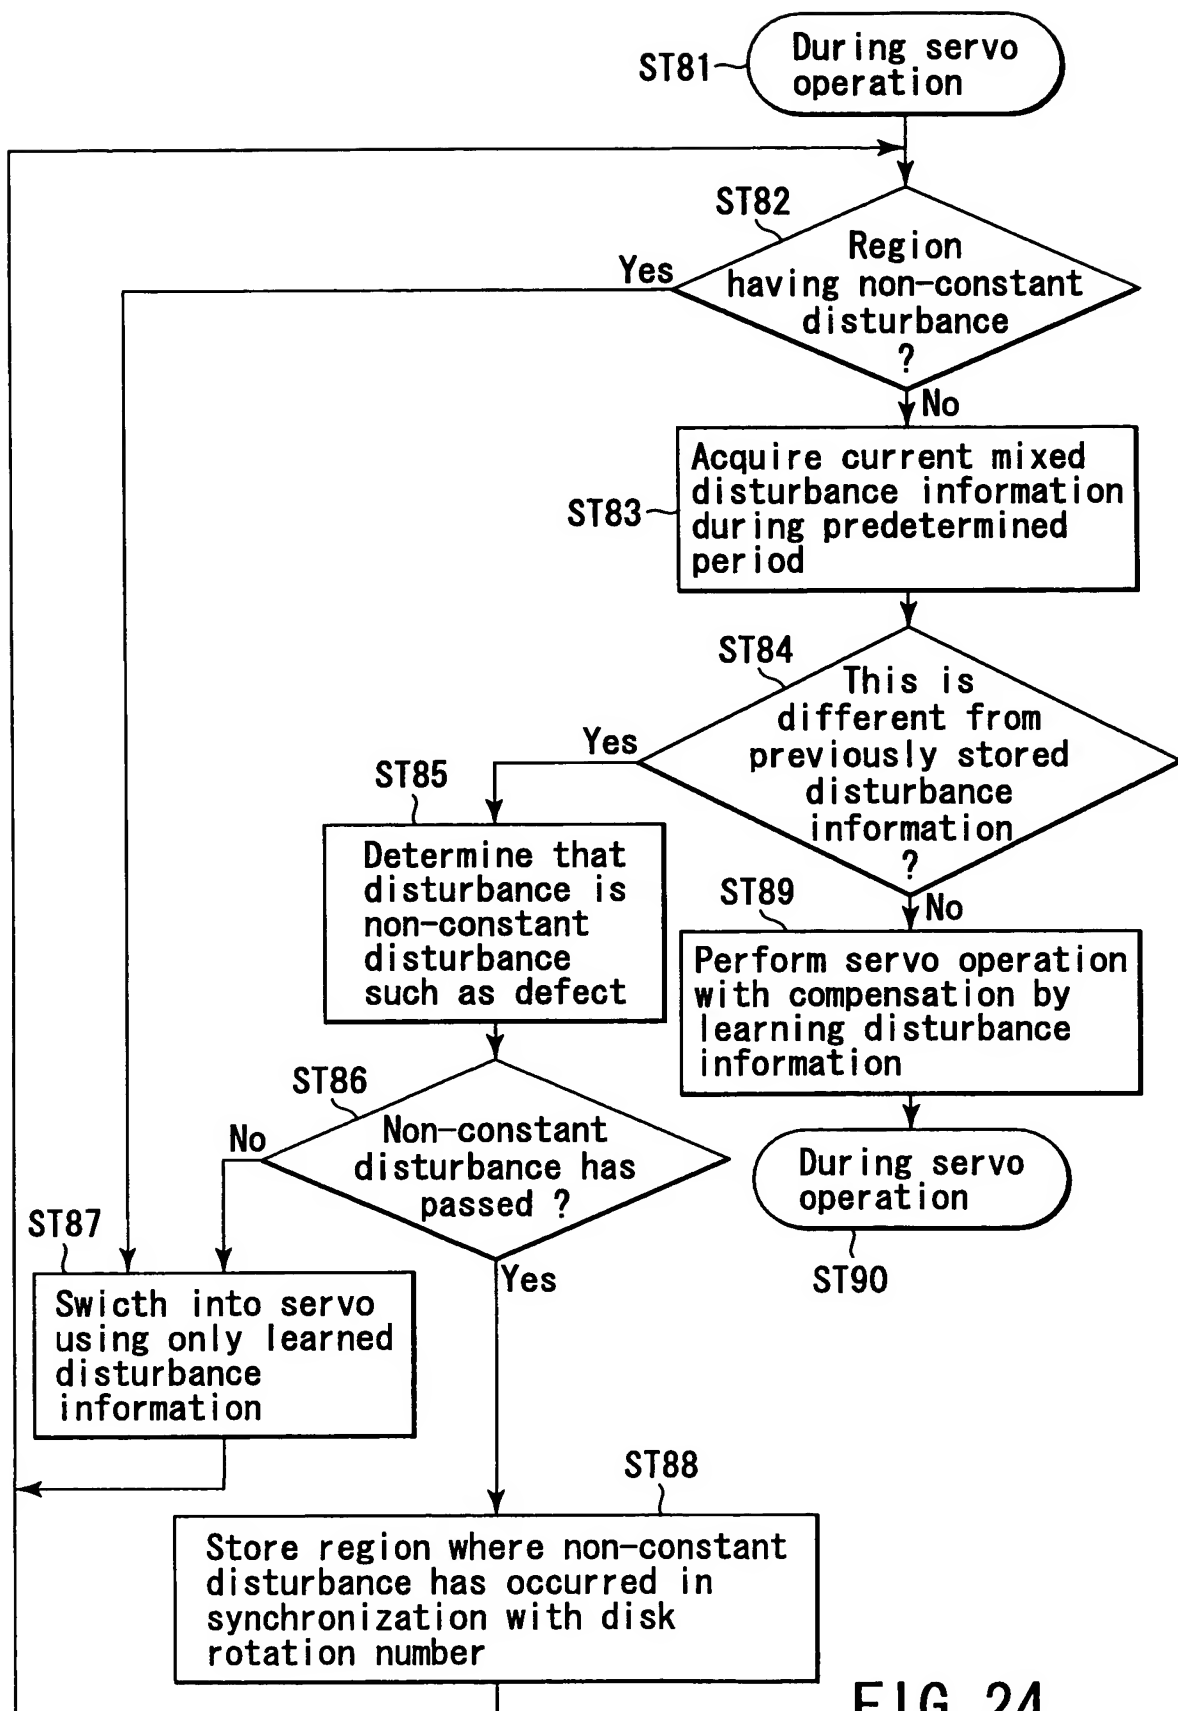 ST81
During servo
operation
ST82
Region
having non-constant
disturbance
?
Yes
No
ST83
Acquire current mixed
disturbance information
during predetermined
period
ST84
This is
different from
previously stored
disturbance
information
?
Yes
No
ST85
Determine that
disturbance is
non-constant
disturbance
such as defect
ST89
Perform servo operation
with compensation by
learning disturbance
information
ST86
Non-constant
disturbance has
passed ?
No
Yes
During servo
operation
ST90
ST87
Swicth into servo
using only learned
disturbance
information
ST88
Store region where non-constant
disturbance has occurred in
synchronization with disk
rotation number
FIG. 24